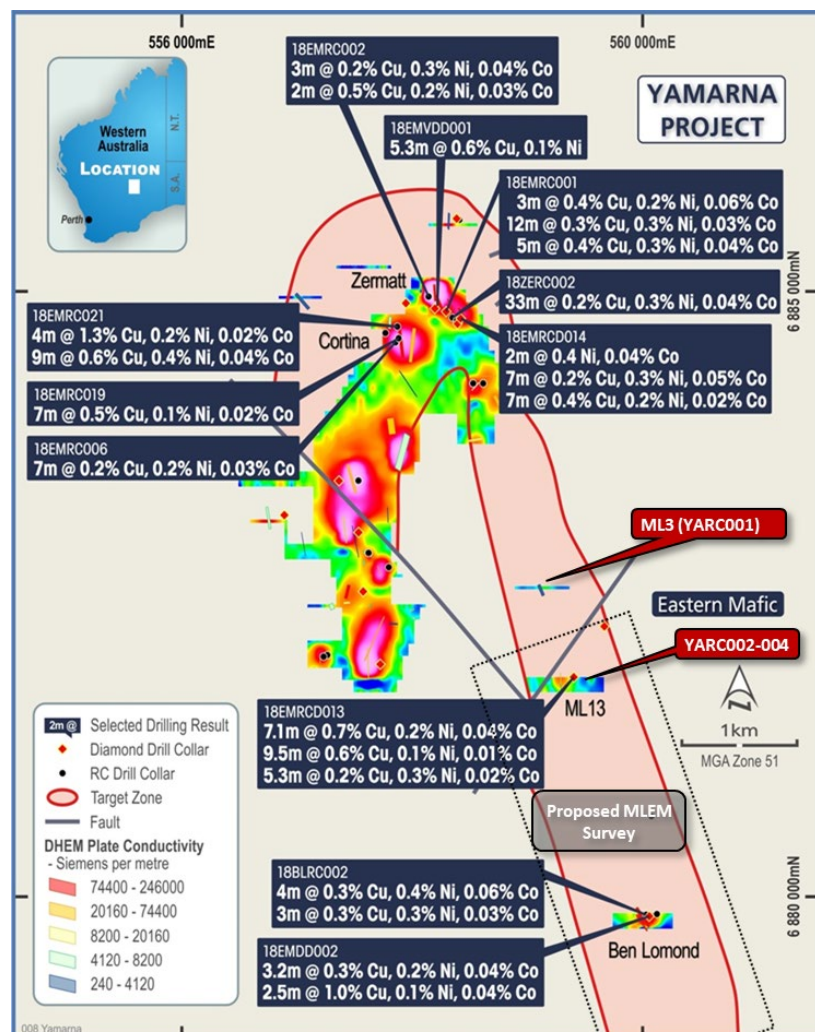 556 000mE
560 000mE
Western
Australia
LOCATION
Perth
N.T.
S.A.
YAMARNA
PROJECT
18EMRC002
3m @ 0.2% Cu, 0.3% Ni, 0.04% Co
2m @ 0.5% Cu, 0.2% Ni, 0.03% Co
18EMVDD001
5.3m @ 0.6% Cu, 0.1% Ni
18EMRC001
3m @ 0.4% Cu, 0.2% Ni, 0.06% Co
12m @ 0.3% Cu, 0.3% Ni, 0.03% Co
5m @ 0.4% Cu, 0.3% Ni, 0.04% Co
Zermatt
18ZERC002
33m @ 0.2% Cu, 0.3% Ni, 0.04% Co
6 885 000mN
18EMRC021
4m @ 1.3% Cu, 0.2% Ni, 0.02% Co
9m @ 0.6% Cu, 0.4% Ni, 0.04% Co
Cortina
18EMRCD014
2m @ 0.4 Ni, 0.04% Co
7m @ 0.2% Cu, 0.3% Ni, 0.05% Co
7m @ 0.4% Cu, 0.2% Ni, 0.02% Co
18EMRC019
7m @ 0.5% Cu, 0.1% Ni, 0.02% Co
18EMRC006
7m @ 0.2% Cu, 0.2% Ni, 0.03% Co
ML3 (YARC001)
Eastern Mafic
YARC002-004
ML13
1km
MGA Zone 51
18EMRCD013
7.1m @ 0.7% Cu, 0.2% Ni, 0.04% Co
9.5m @ 0.6% Cu, 0.1% Ni, 0.01% Co
5.3m @ 0.2% Cu, 0.3% Ni, 0.02% Co
2m @ Selected Drilling Result
Diamond Drill Collar
RC Drill Collar
Target Zone
Fault
DHEM Plate Conductivity
- Siemens per metre
74400 - 246000
20160 - 74400
8200 - 20160
4120 - 8200
240 - 4120
Proposed MLEM
Survey
18BLRC002
4m @ 0.3% Cu, 0.4% Ni, 0.06% Co
3m @ 0.3% Cu, 0.3% Ni, 0.03% Co
6 880 000mN
Ben Lomond
18EMDD002
3.2m @ 0.3% Cu, 0.2% Ni, 0.04% Co
2.5m @ 1.0% Cu, 0.1% Ni, 0.04% Co
008 Yamarna